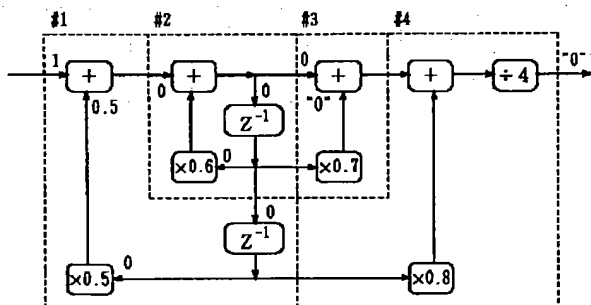 #1 #2 #3 #4
1 + 0 + 0 + + ÷4 "0"
0.5 0 "0"
Z⁻¹
×0.6 0 ×0.7
0
Z⁻¹
×0.5 0 ×0.8